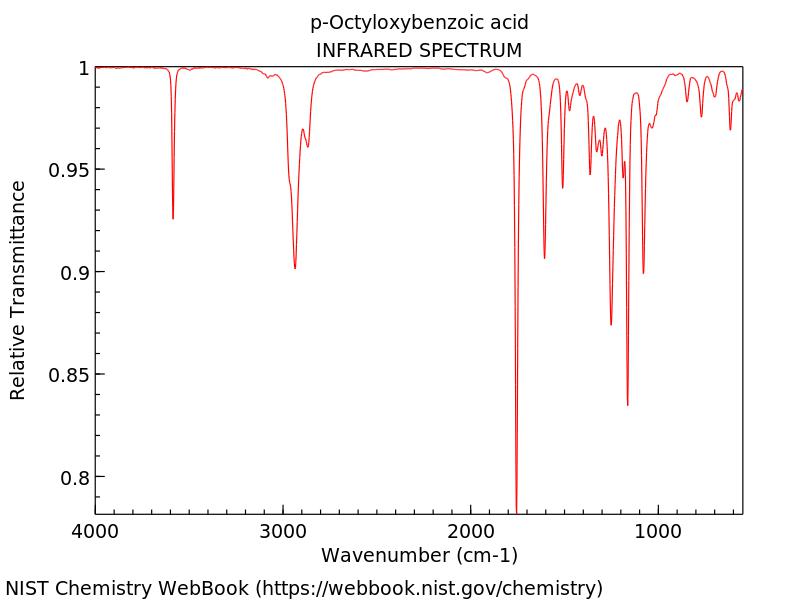 p-Octyloxybenzoic acid
INFRARED SPECTRUM
1
0.95
0.9
0.85
0.8
Relative Transmittance
4000 3000 2000 1000
Wavenumber (cm-1)
NIST Chemistry WebBook (https://webbook.nist.gov/chemistry)